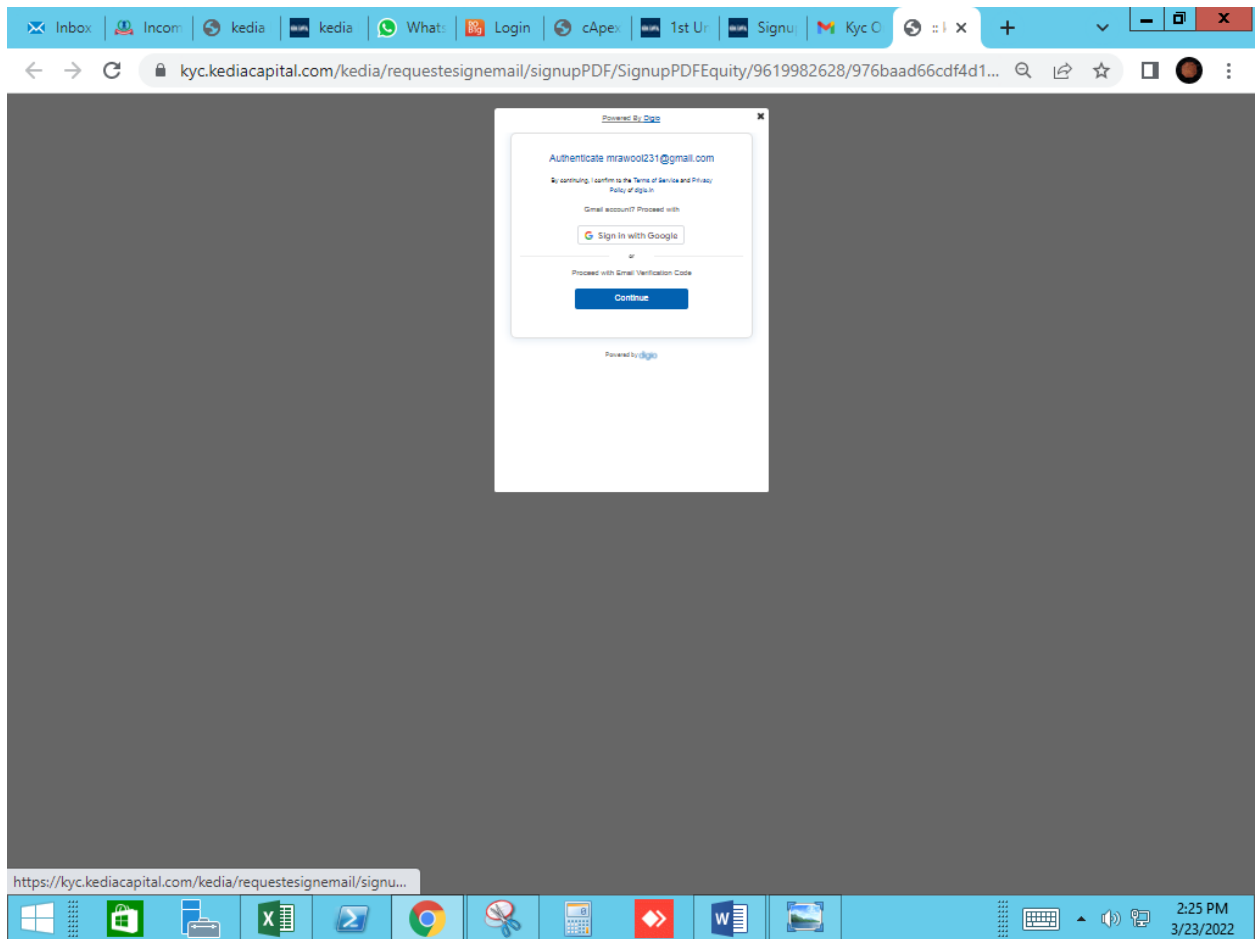 Inbox Incom kedia kedia Whats Login cApex 1st Ur Signup Kyc O :: k
kyc.kediacapital.com/kedia/requestesignemail/signupPDF/SignupPDFEquity/9619982628/976baad66cdf4d1...
Powered By Digio
Authenticate mrawool231@gmail.com
By continuing, I confirm to the Terms of Service and Privacy
Policy of digio.in
Gmail account? Proceed with
G Sign in with Google
or
Proceed with Email Verification Code
Continue
Powered by digio
https://kyc.kediacapital.com/kedia/requestesignemail/signu...
2:25 PM
3/23/2022